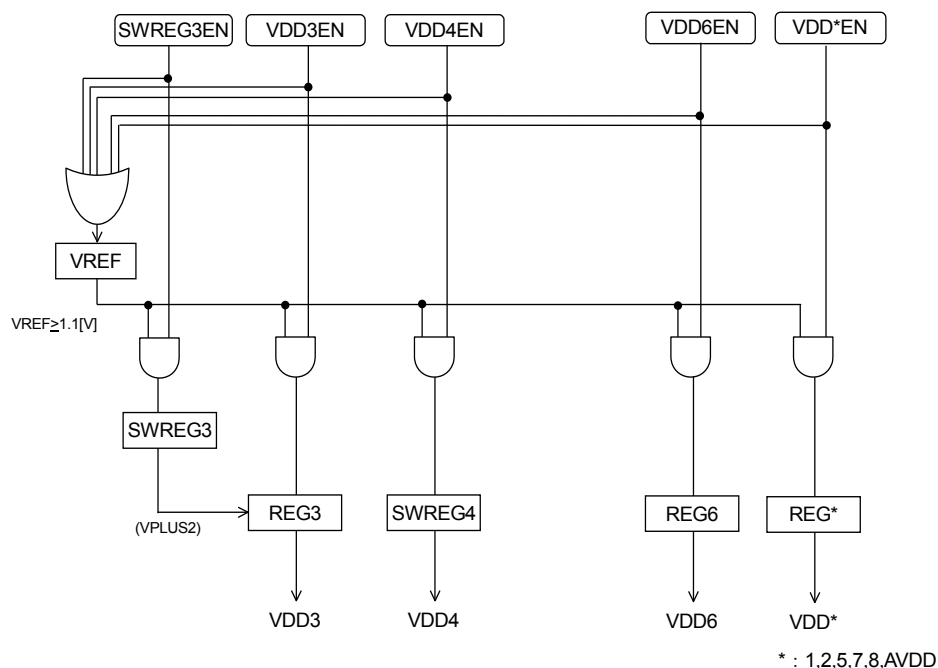 SWREG3EN VDD3EN VDD4EN VDD6EN VDD*EN
VREF
VREF≥1.1[V]
SWREG3
(VPLUS2)
REG3 SWREG4 REG6 REG*
VDD3 VDD4 VDD6 VDD*
* : 1,2,5,7,8,AVDD